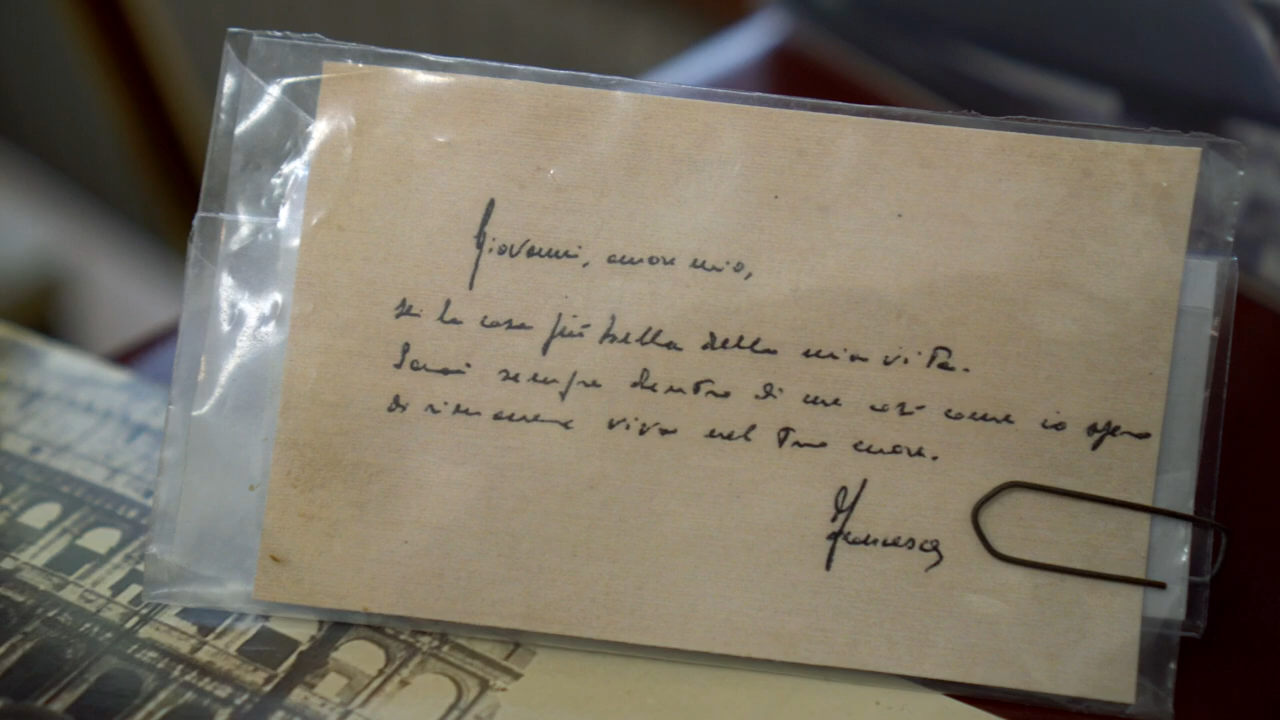 Giovanni, amore mio,
sei la cosa più bella della mia vita.
Sarai sempre dentro di me così come io spero
di rimanere viva nel tuo cuore.
Francesca